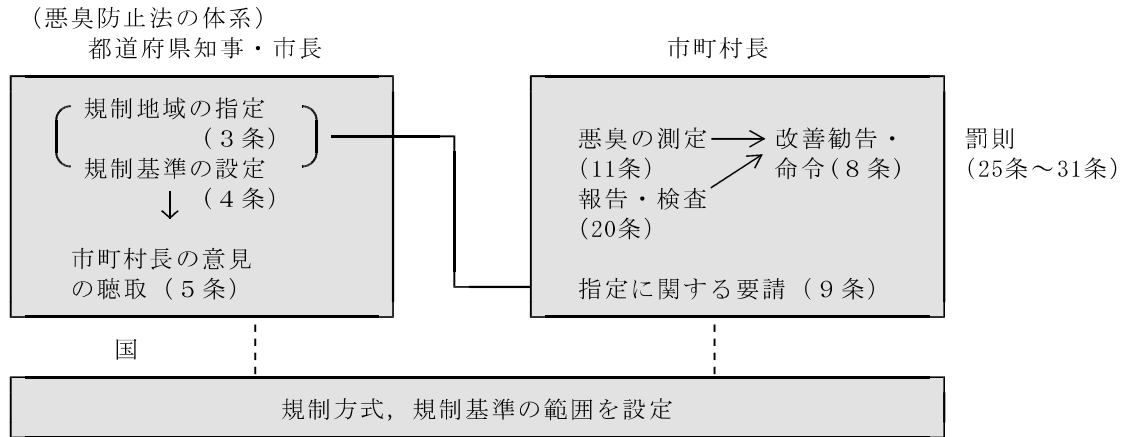 （悪臭防止法の体系）
都道府県知事・市長
規制地域の指定
（３条）
規制基準の設定
（４条）
市町村長の意見
の聴取（５条）
市町村長
悪臭の測定
(11条)
報告・検査
(20条)
改善勧告・
命令(８条)
指定に関する要請（９条）
罰則
(25条～31条)
国
規制方式，規制基準の範囲を設定